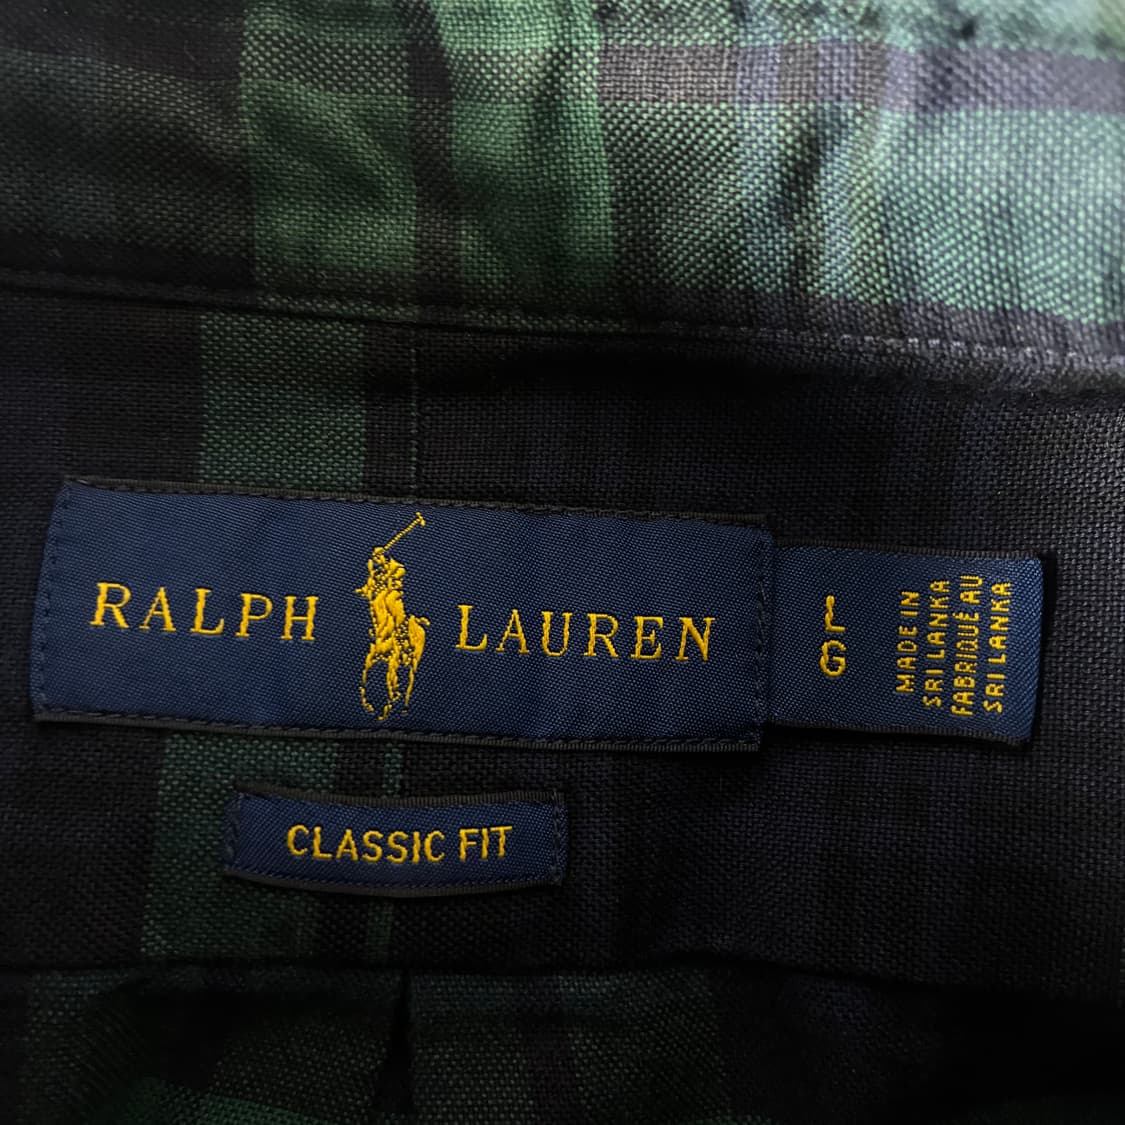 RALPH LAUREN
L
G
MADE IN
SRI LANKA
FABRIQUÉ AU
SRI LANKA
CLASSIC FIT